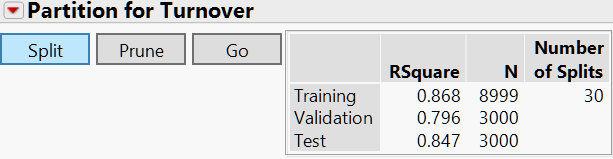 Partition for Turnover
Split Prune Go
Number
RSquare N of Splits
Training 0.868 8999 30
Validation 0.796 3000
Test 0.847 3000